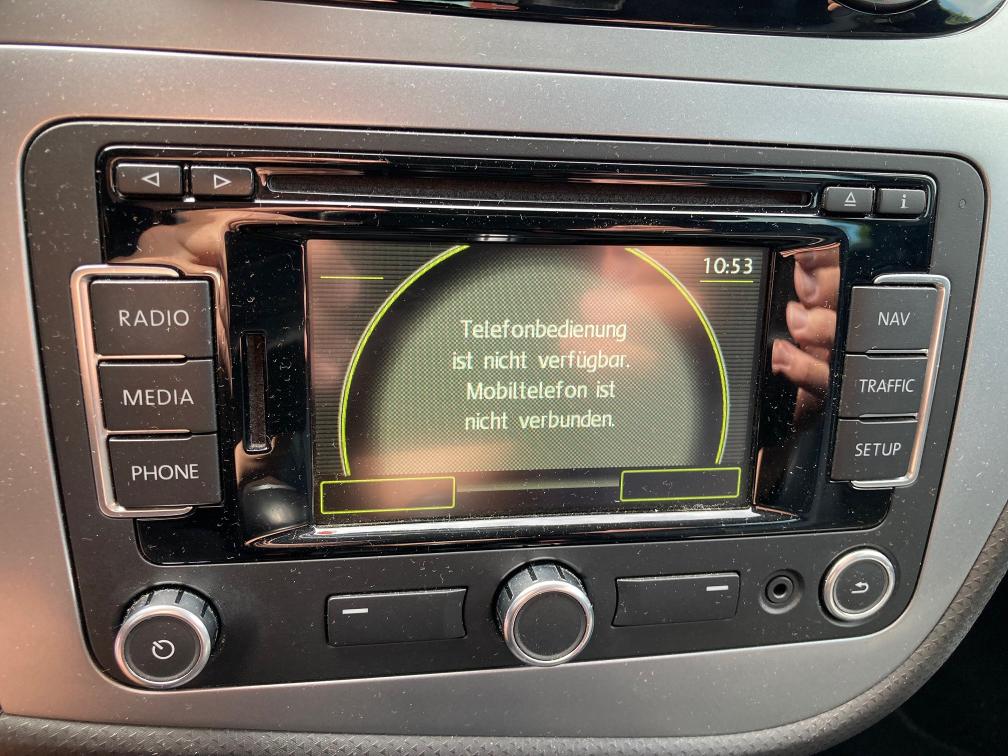 10:53
RADIO
MEDIA
PHONE
Telefonbedienung
ist nicht verfügbar.
Mobiltelefon ist
nicht verbunden.
NAV
TRAFFIC
SETUP
i